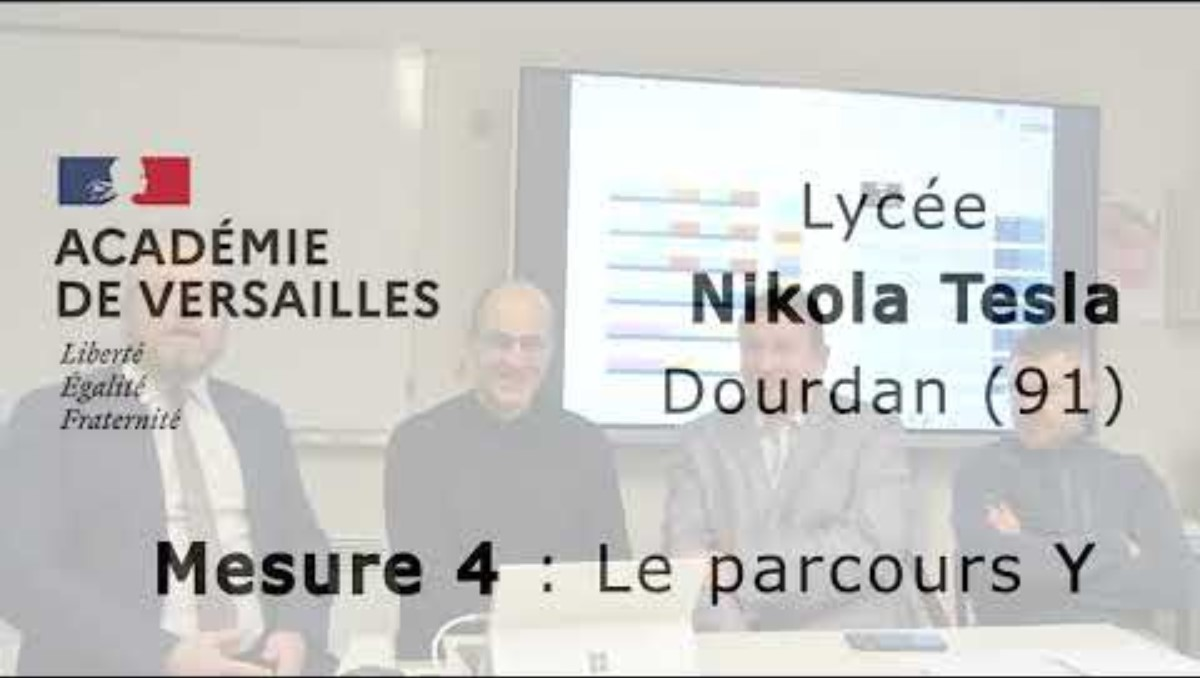 ACADÉMIE
DE VERSAILLES
Liberté
Égalité
Fraternité
Lycée
Nikola Tesla
Dourdan (91)
Mesure 4 : Le parcours Y